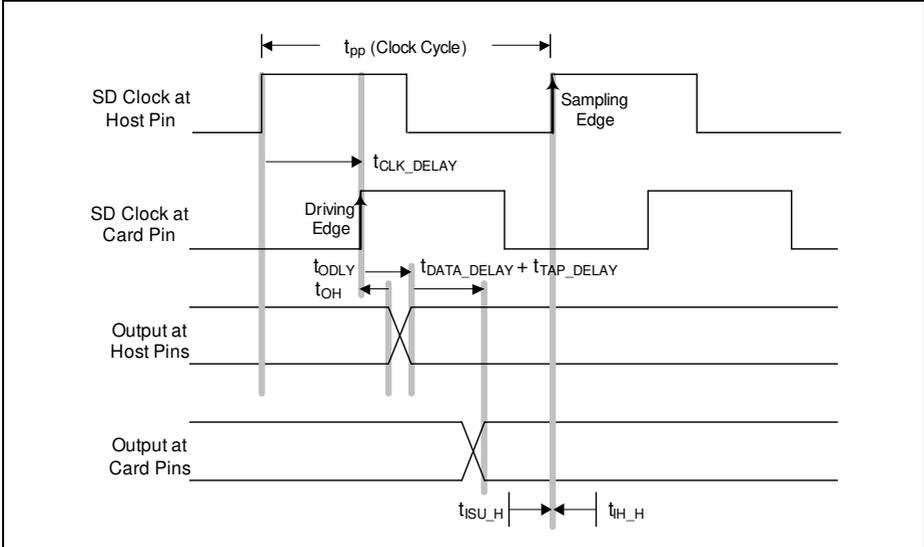 tpp (Clock Cycle)
SD Clock at
Host Pin
Sampling
Edge
tCLK_DELAY
SD Clock at
Card Pin
Driving
Edge
tODLY
tDATA_DELAY + tTAP_DELAY
tOH
Output at
Host Pins
Output at
Card Pins
tISU_H
tIH_H